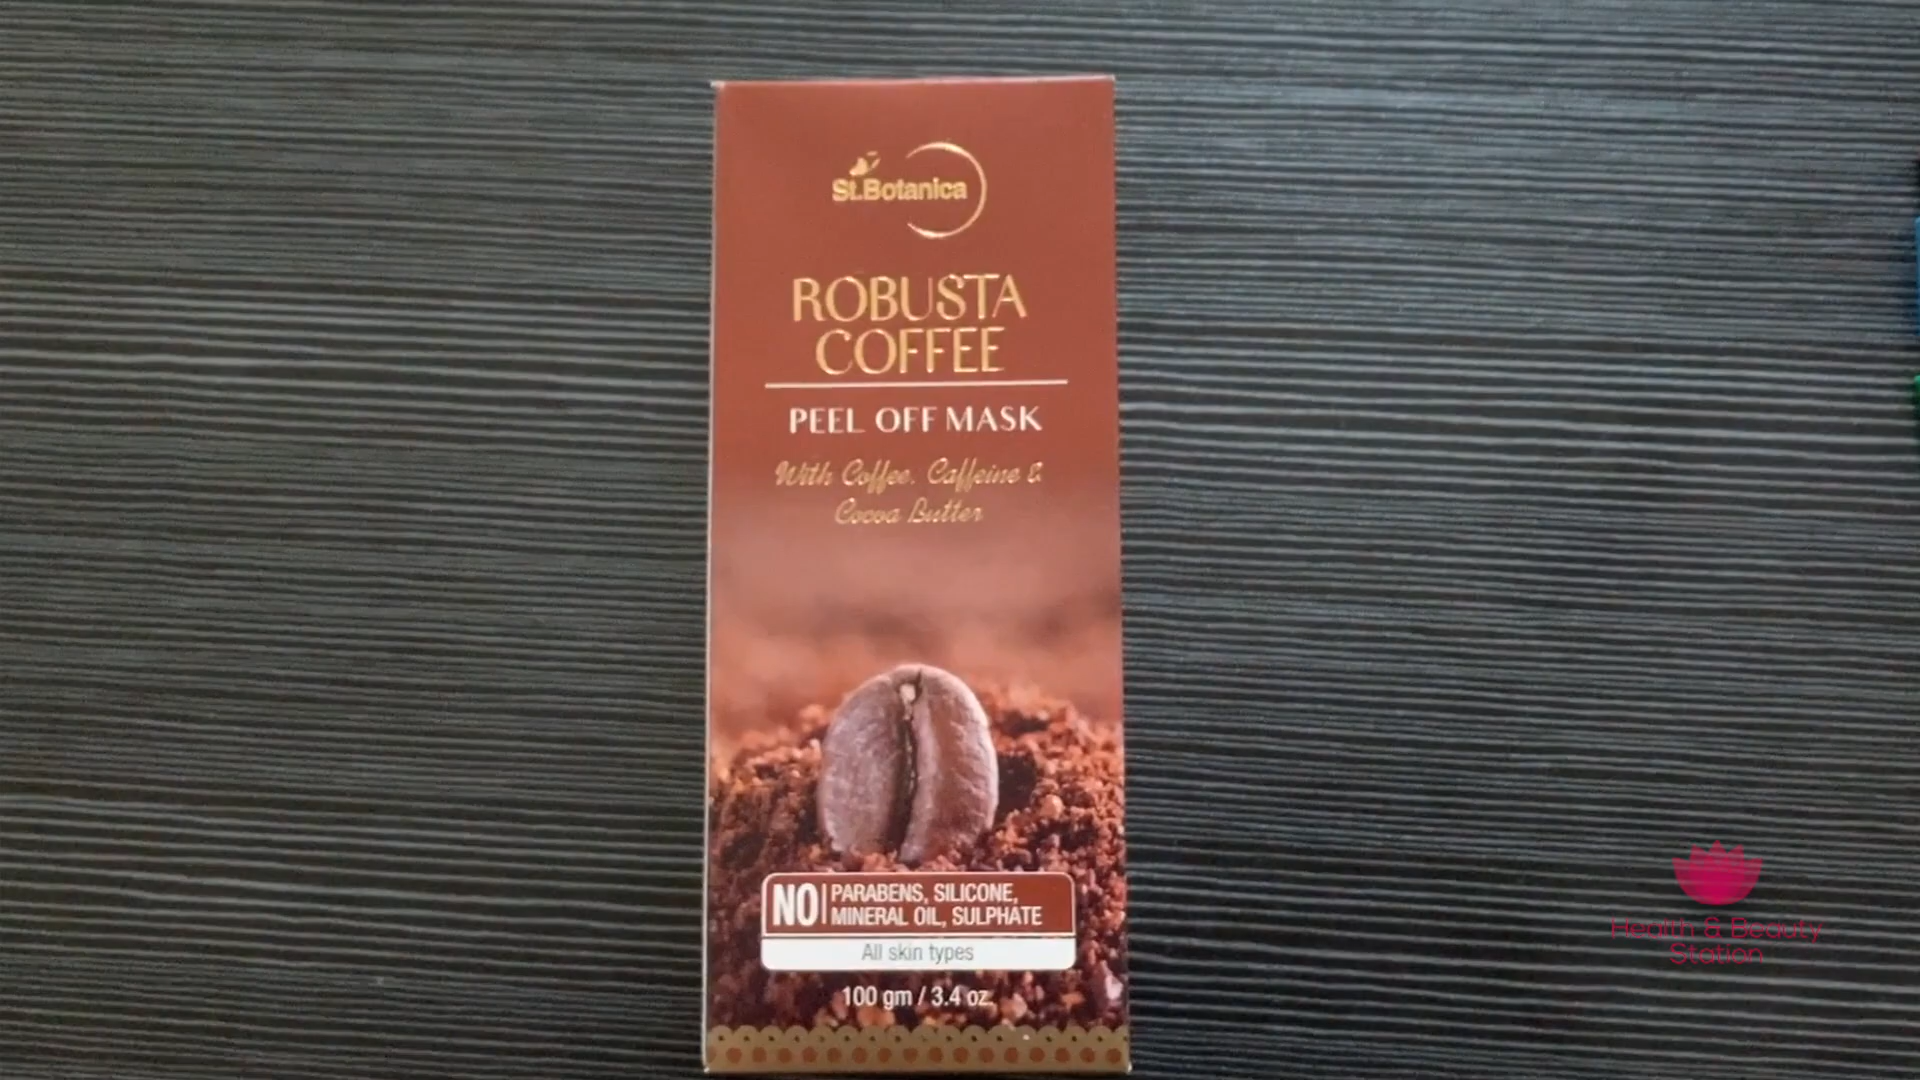 St.Botanica
ROBUSTA
COFFEE
PEEL OFF MASK
With Coffee, Caffeine &
Cocoa Butter
NO
PARABENS, SILICONE,
MINERAL OIL, SULPHATE
All skin types
100 gm / 3.4 oz.
Health & Beauty
Station